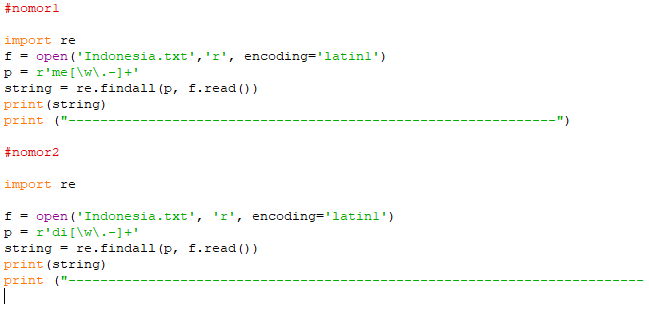 #nomor1
import re
f = open('Indonesia.txt','r', encoding='latin1')
p = r'me[\w\.-]+'
string = re.findall(p, f.read())
print(string)
print ("-------------------------------------------------------------")
#nomor2
import re
f = open('Indonesia.txt', 'r', encoding='latin1')
p = r'di[\w\.-]+'
string = re.findall(p, f.read())
print(string)
print ("------------------------------------------------------------------------